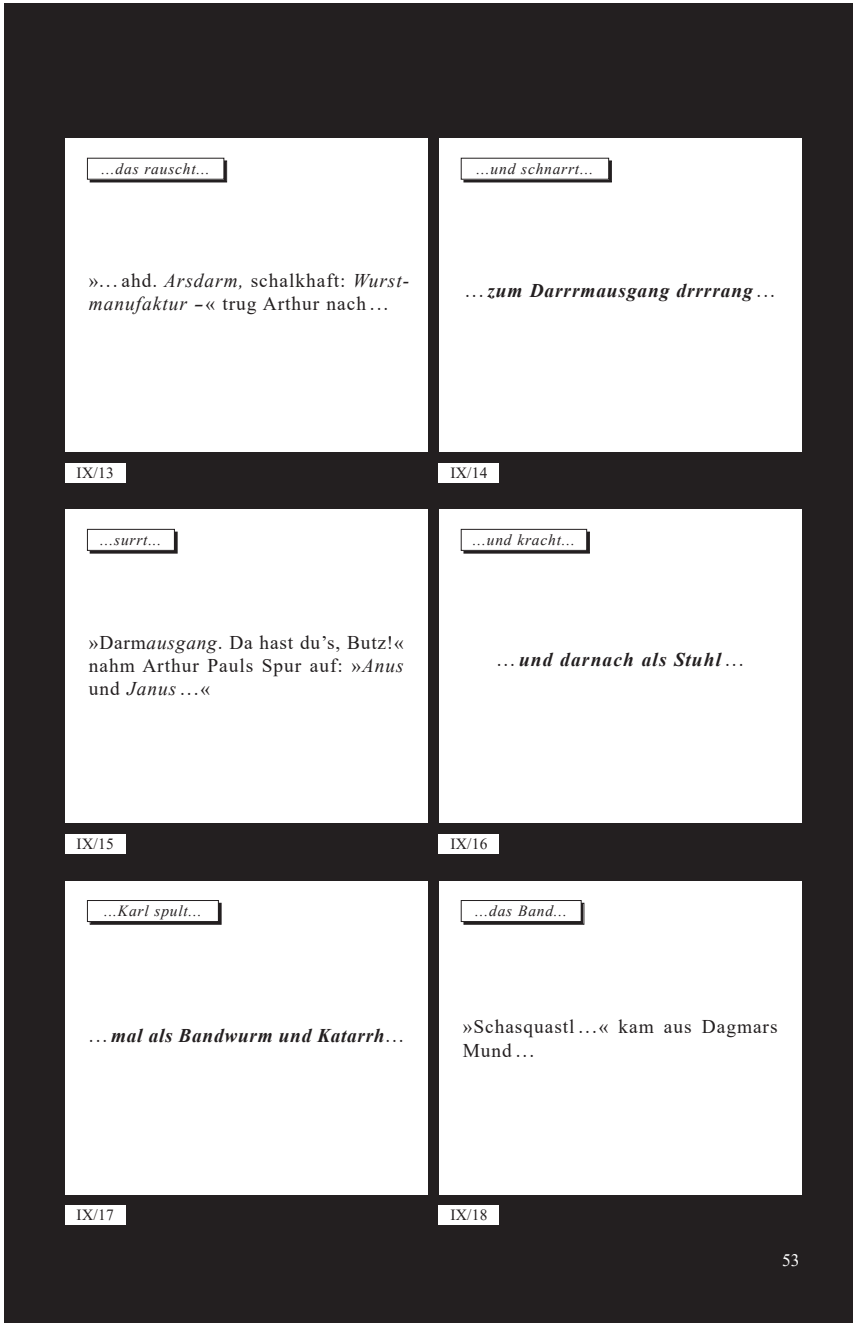 ...das rauscht...
»... ahd. Arsdarm, schalkhaft: Wurst-
manufaktur –« trug Arthur nach...
IX/13
...und schnarrt...
...zum Darrrmausgang drrrrang...
IX/14
...surrt...
»Darmausgang. Da hast du’s, Butz!«
nahm Arthur Pauls Spur auf: »Anus
und Janus...«
IX/15
...und kracht...
...und darnach als Stuhl...
IX/16
...Karl spult...
...mal als Bandwurm und Katarrh...
IX/17
...das Band...
»Schasquastl...« kam aus Dagmars
Mund...
IX/18
53